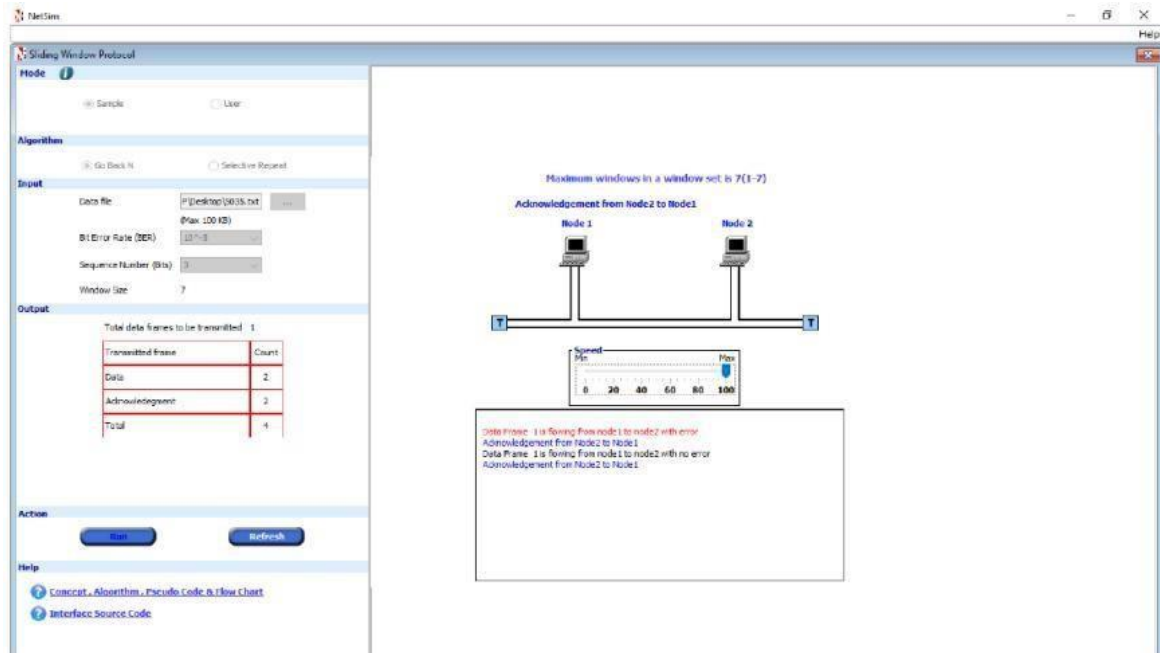 NetSim
Help
Sliding Window Protocol
Mode
Sample User
Algorithm
Go Back N Selective Repeat
Input
Data file P\Desktop\5035.txt ...
(Max 100 KB)
Bit Error Rate (BER)
Sequence Number (Bits) 3
Window Size 7
Output
Total data frames to be transmitted 1
Transmitted frame Count
Data 2
Acknowledegment 2
Total 4
Action
Run Refresh
Help
Concept, Algorithm, Pseudo Code & Flow Chart
Interface Source Code
Maximum windows in a window set is 7(1-7)
Acknowledgement from Node2 to Node1
Node 1 Node 2
T T
Speed
Min Max
0 20 40 60 80 100
Data Frame 1 is flowing from node1 to node2 with error
Acknowledgement from Node2 to Node1
Data Frame 1 is flowing from node1 to node2 with no error
Acknowledgement from Node2 to Node1